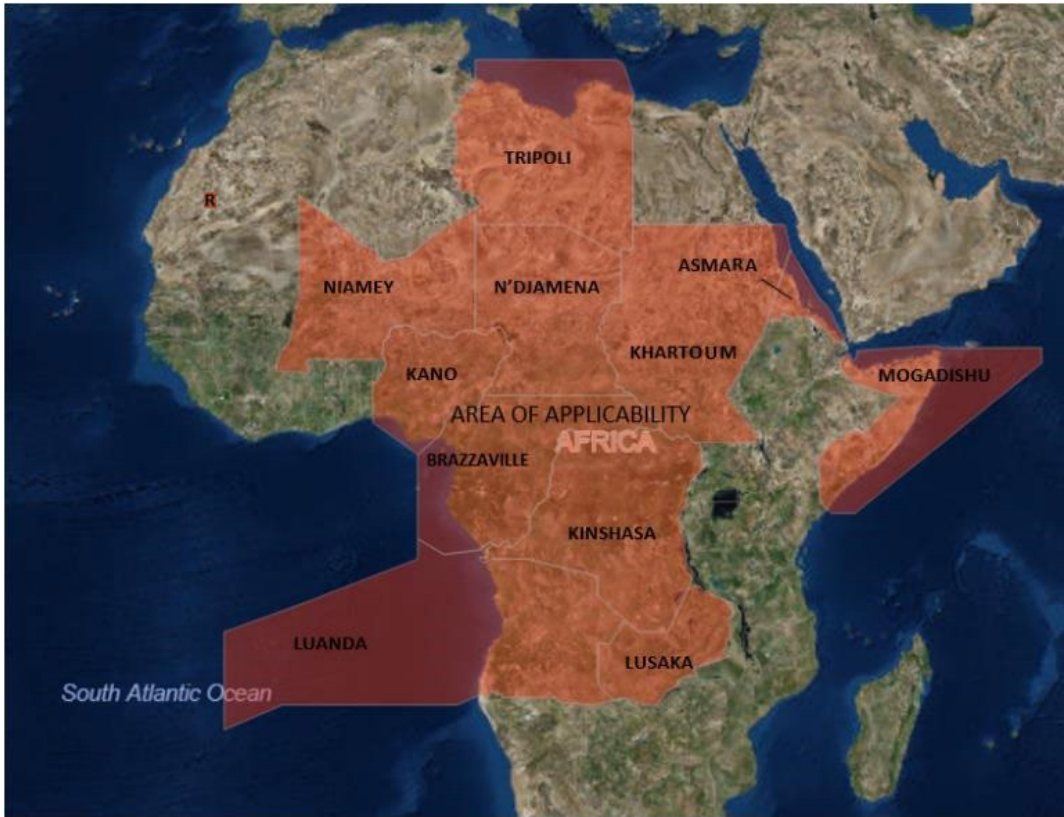 TRIPOLI
R
ASMARA
NIAMEY
N'DJAMENA
KHARTOUM
KANO
MOGADISHU
AREA OF APPLICABILITY
AFRICA
BRAZZAVILLE
KINSHASA
LUANDA
LUSAKA
South Atlantic Ocean